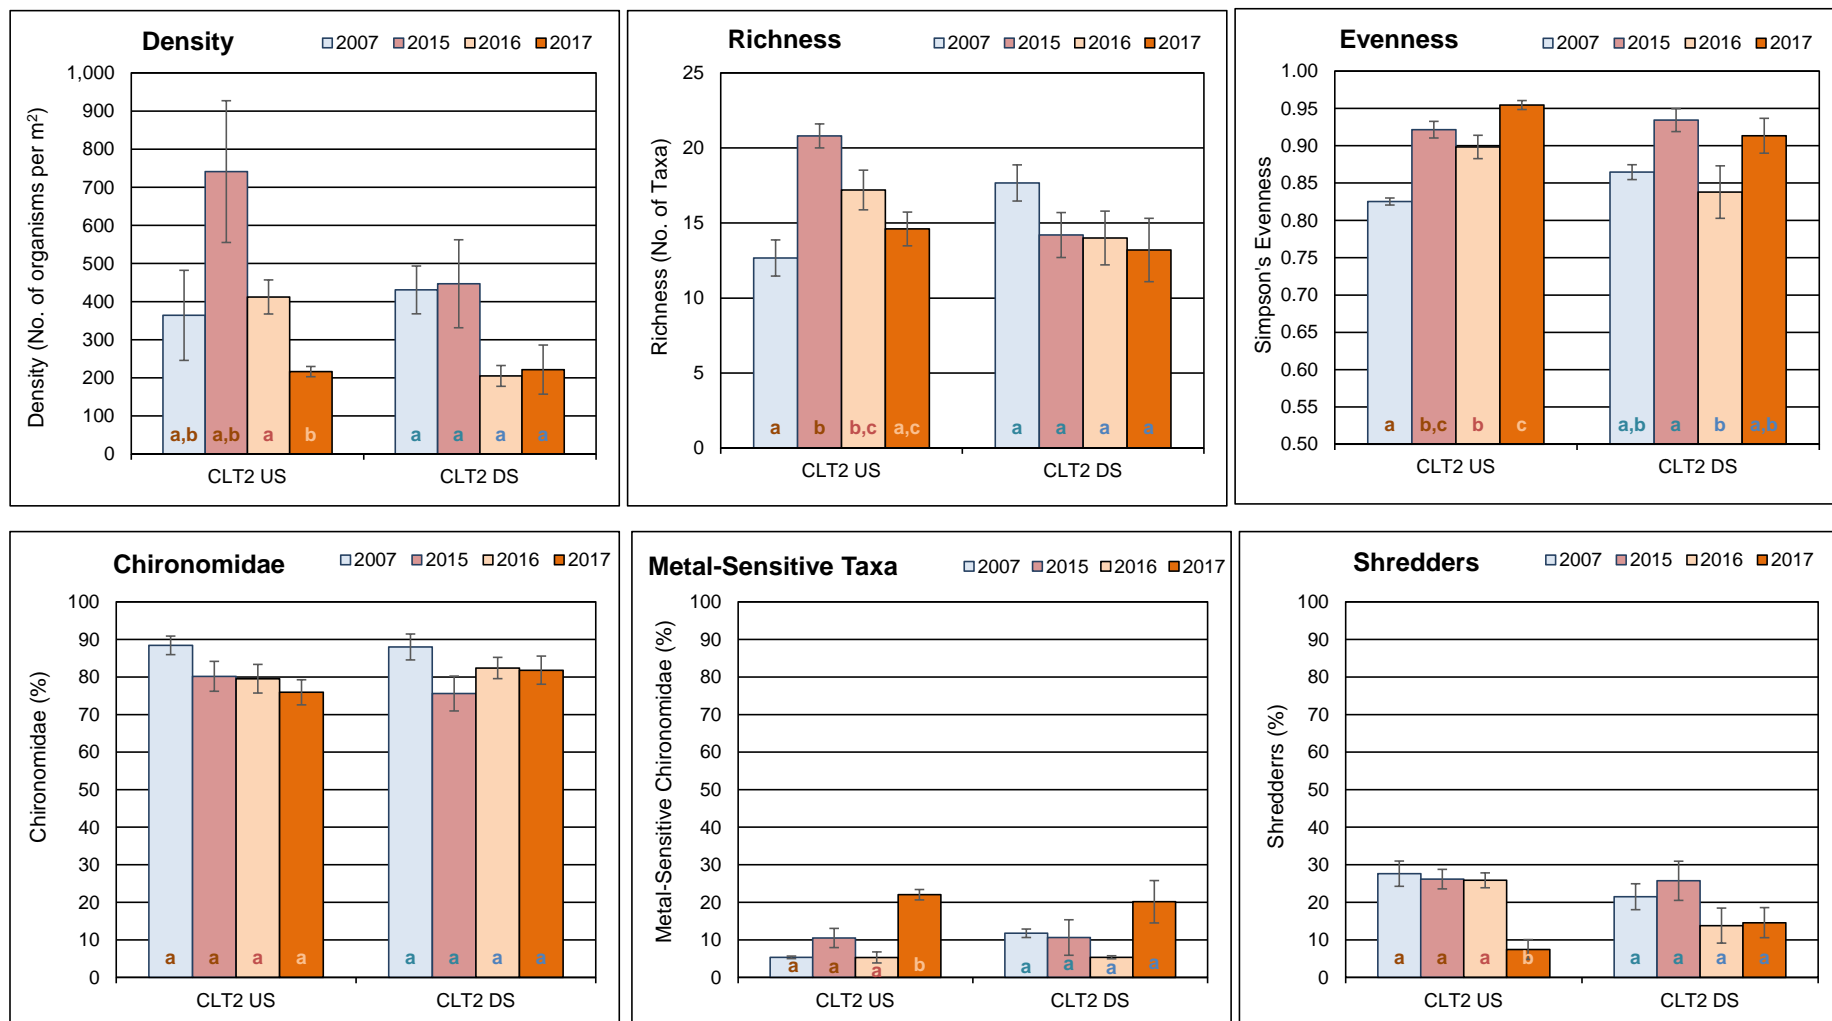 Density 2007 2015 2016 2017
1,000
900
800
700
600
500
400
300
200
100
0
Density (No. of organisms per m2)
a,b a,b a b a a a a
CLT2 US CLT2 DS
Richness 2007 2015 2016 2017
25
20
15
10
5
0
Richness (No. of Taxa)
a b b,c a,c a a a a
CLT2 US CLT2 DS
Evenness 2007 2015 2016 2017
1.00
0.95
0.90
0.85
0.80
0.75
0.70
0.65
0.60
0.55
0.50
Simpson's Evenness
a b,c b c a,b a b a,b
CLT2 US CLT2 DS
Chironomidae 2007 2015 2016 2017
100
90
80
70
60
50
40
30
20
10
0
Chironomidae (%)
a a a a a a a a
CLT2 US CLT2 DS
Metal-Sensitive Taxa 2007 2015 2016 2017
100
90
80
70
60
50
40
30
20
10
0
Metal-Sensitive Chironomidae (%)
a a a b a a a a
CLT2 US CLT2 DS
Shredders 2007 2015 2016 2017
100
90
80
70
60
50
40
30
20
10
0
Shredderrs (%)
a a a b a a a a
CLT2 US CLT2 DS